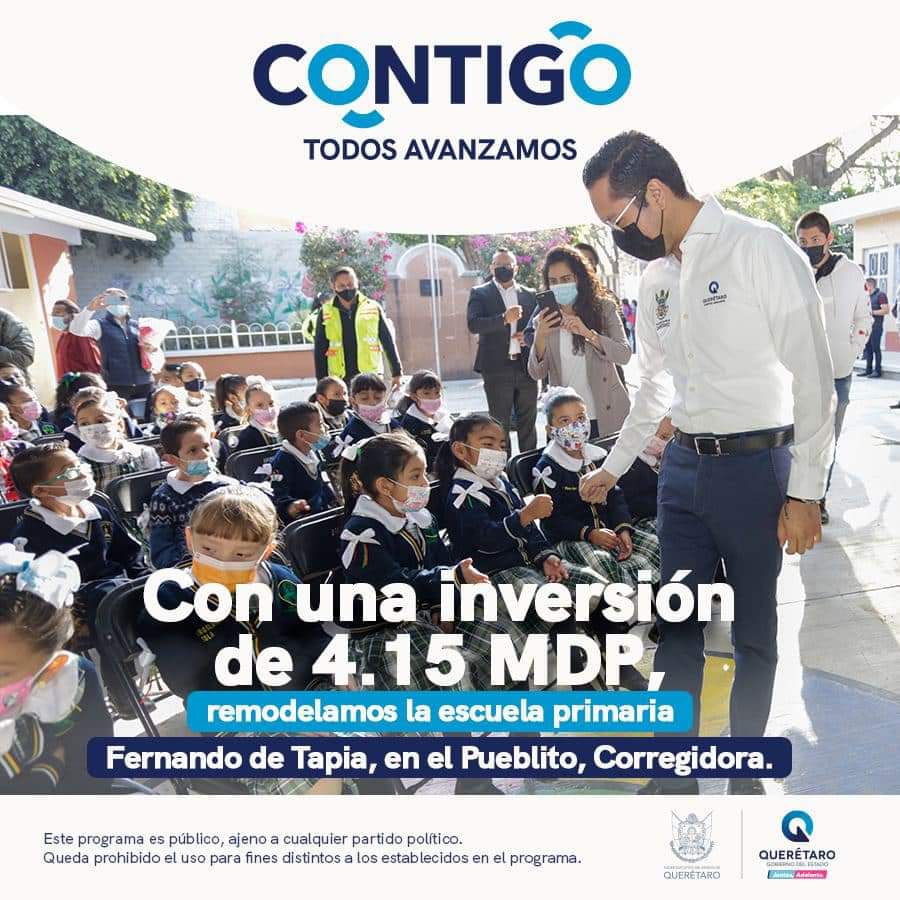 CONTIGO
TODOS AVANZAMOS
QUERÉTARO
Con una inversión
de 4.15 MDP,
remodelamos la escuela primaria
Fernando de Tapia, en el Pueblito, Corregidora.
Este programa es público, ajeno a cualquier partido político.
Queda prohibido el uso para fines distintos a los establecidos en el programa.
QUERÉTARO
QUERÉTARO
GOBIERNO DEL ESTADO
Juntos, Adelante.